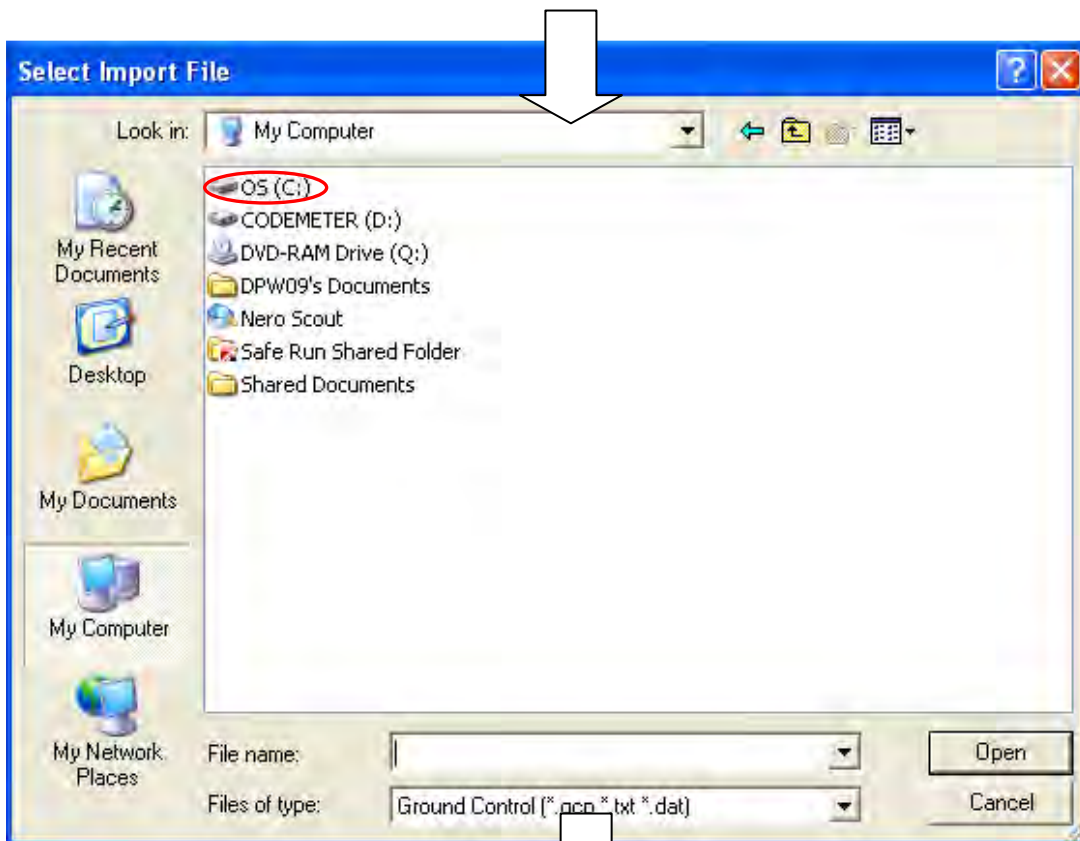 Select Import File
Look in:
My Computer
OS (C:)
CODEMETER (D:)
DVD-RAM Drive (Q:)
DPW09's Documents
Nero Scout
Safe Run Shared Folder
Shared Documents
My Recent
Documents
Desktop
My Documents
My Computer
My Network
Places
File name:
Open
Files of type:
Ground Control (*.gcp *.txt *.dat)
Cancel